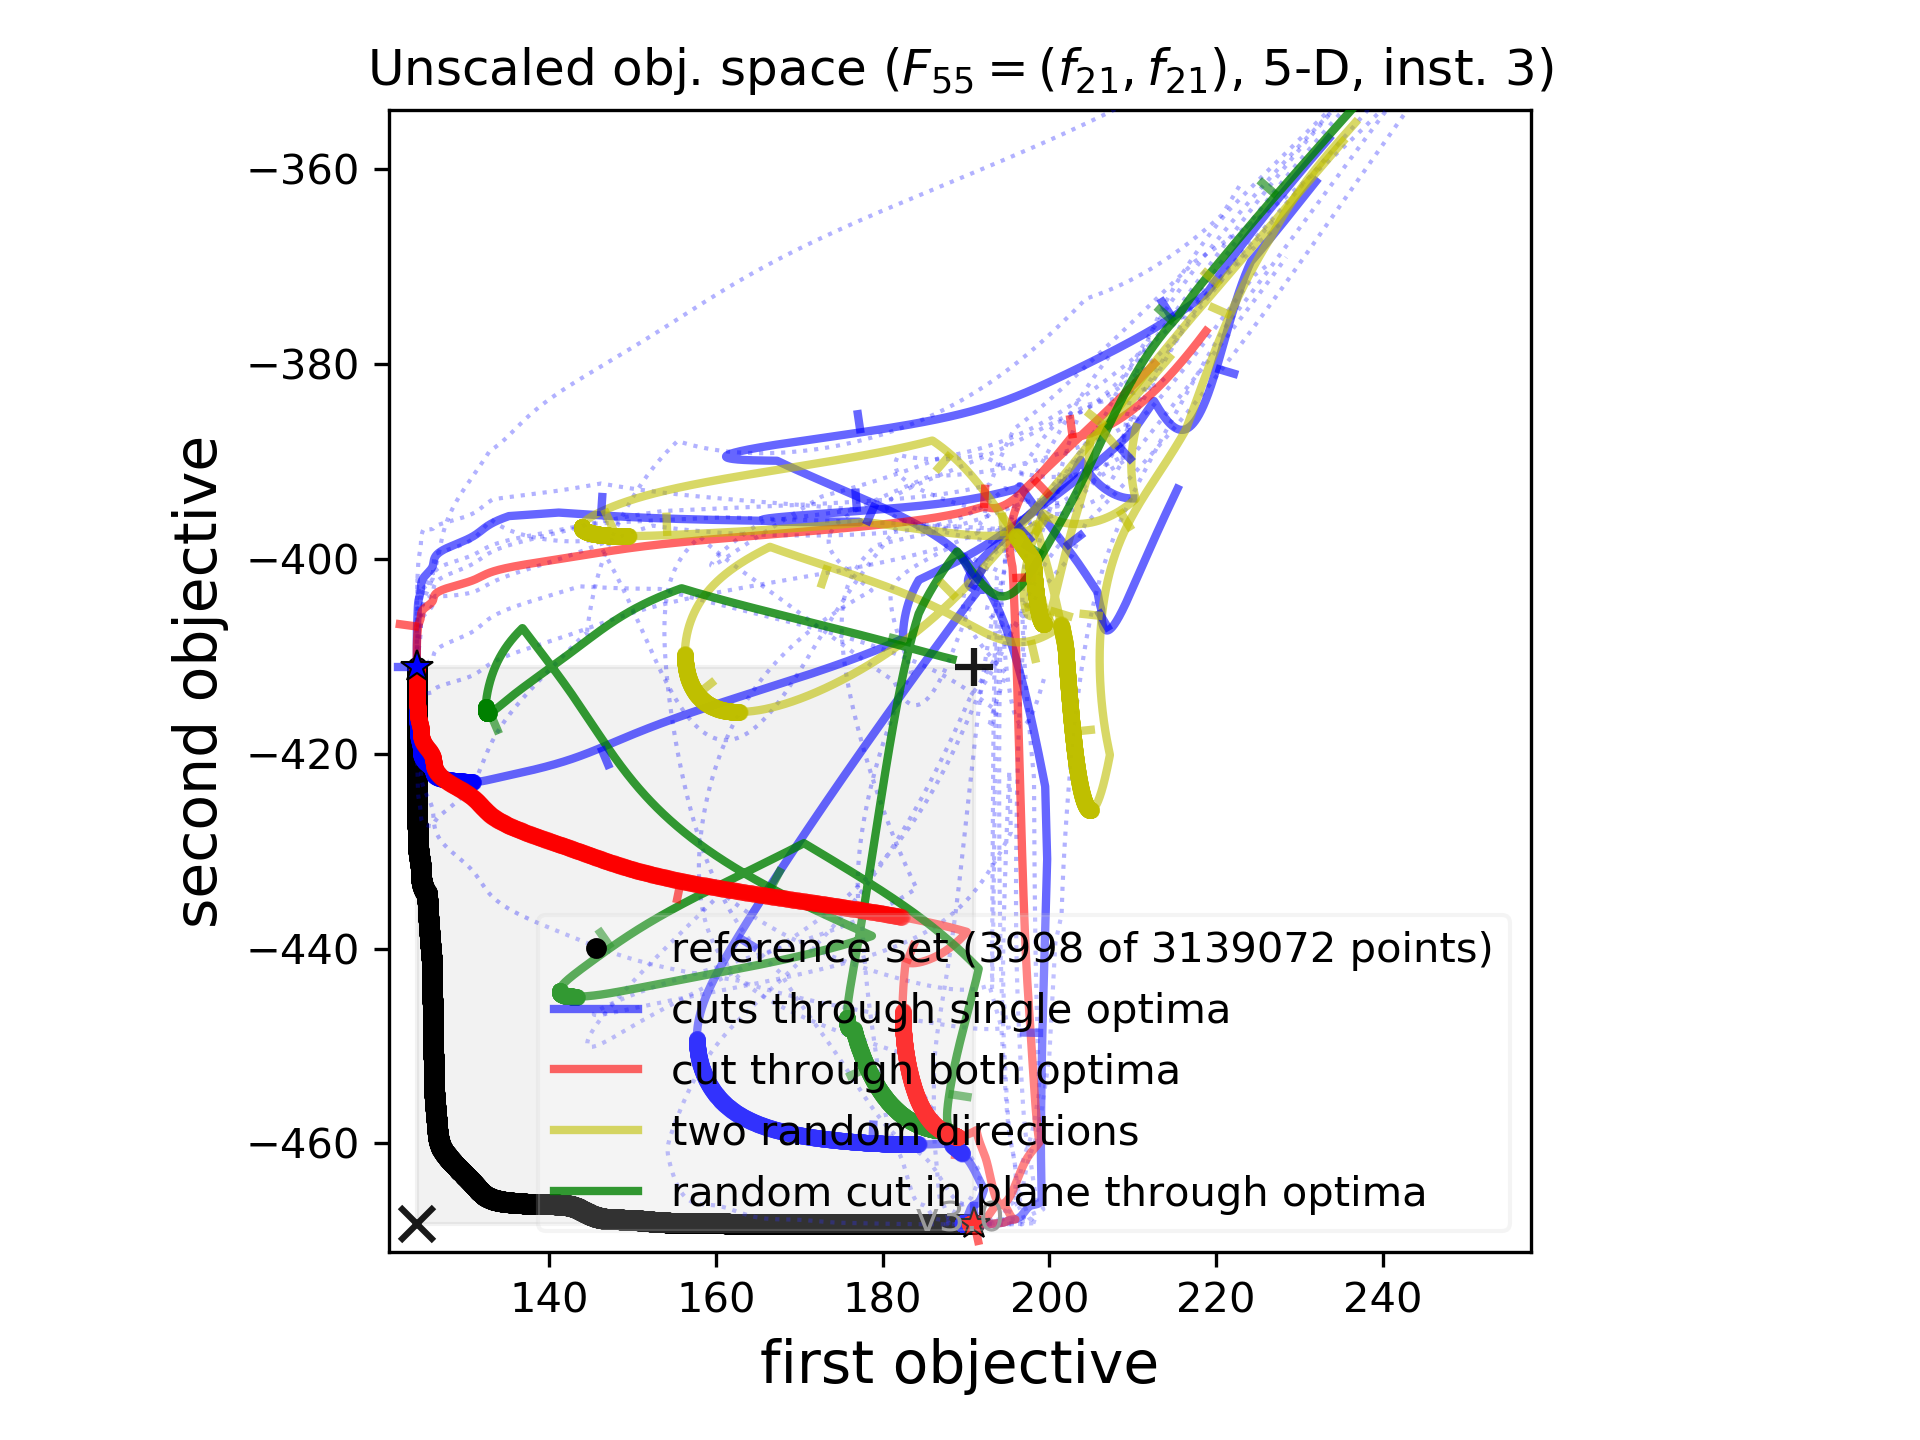 Unscaled obj. space (F₅₅ = (f₂₁, f₂₁), 5-D, inst. 3)
second objective
−360
−380
−400
−420
−440
−460
reference set (3998 of 3139072 points)
cuts through single optima
cut through both optima
two random directions
random cut in plane through optima
140
160
180
200
220
240
first objective